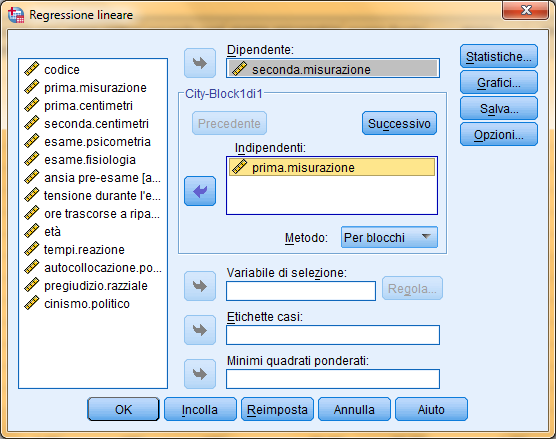 Regressione lineare
codice
prima.misurazione
prima.centimetri
seconda.centimetri
esame.psicometria
esame.fisiologia
ansia pre-esame [a...
tensione durante l'e...
ore trascorse a ripa...
età
tempi.reazione
autocollocazione.po...
pregiudizio.razziale
cinismo.politico
Dipendente:
seconda.misurazione
City-Block1di1
Precedente
Successivo
Indipendenti:
prima.misurazione
Metodo:
Per blocchi
Variabile di selezione:
Regola...
Etichette casi:
Minimi quadrati ponderati:
Statistiche...
Grafici...
Salva...
Opzioni...
OK
Incolla
Reimposta
Annulla
Aiuto